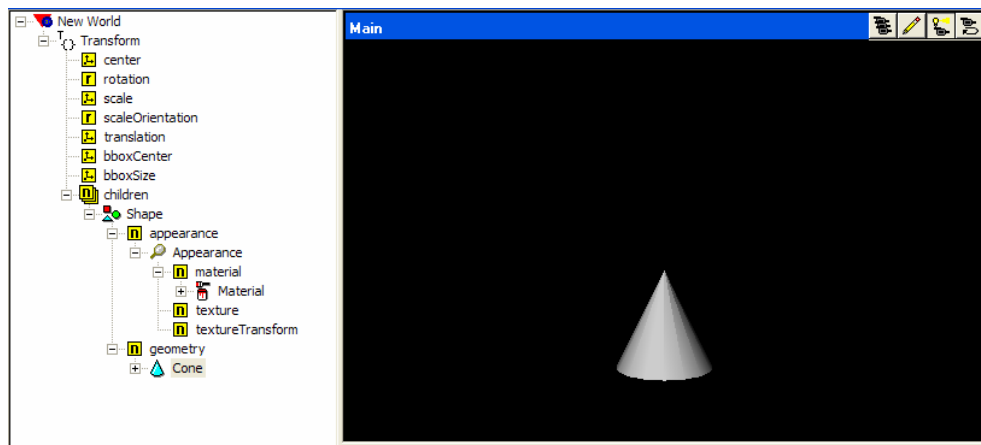 New World
Transform
center
rotation
scale
scaleOrientation
translation
bboxCenter
bboxSize
children
Shape
appearance
Appearance
material
Material
texture
textureTransform
geometry
Cone
Main